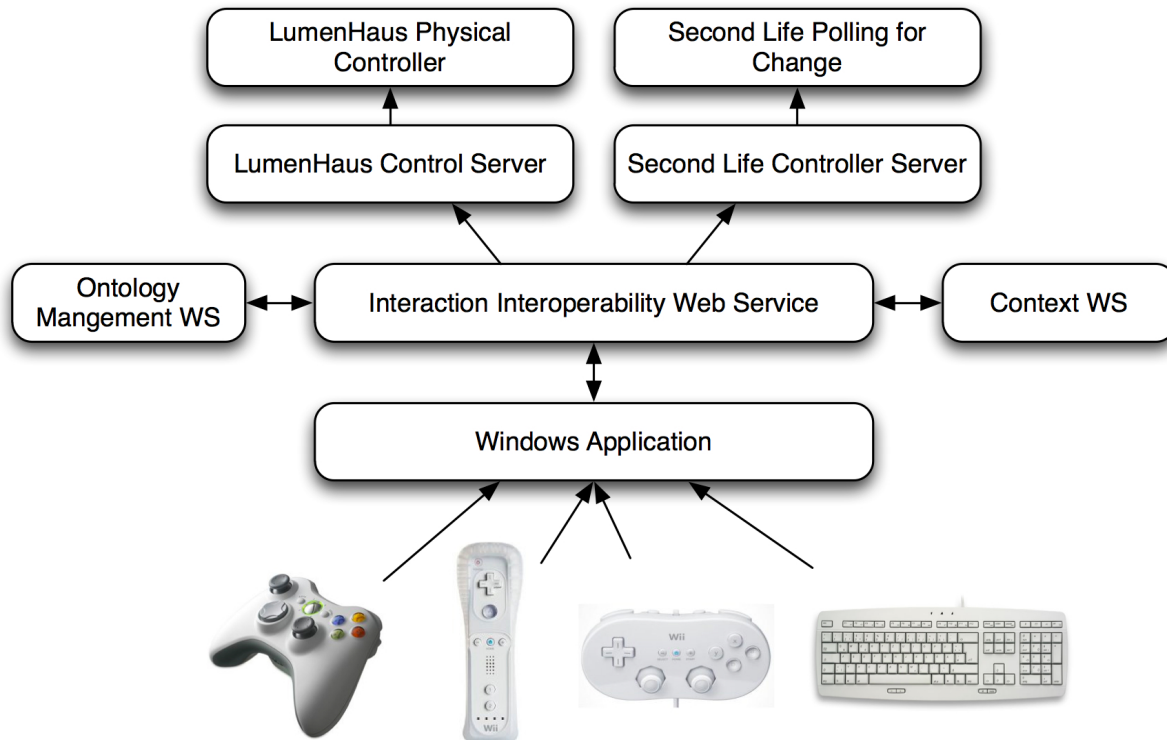 LumenHaus Physical
Controller
Second Life Polling for
Change
LumenHaus Control Server
Second Life Controller Server
Ontology
Mangement WS
Interaction Interoperability Web Service
Context WS
Windows Application
Wii
Wii